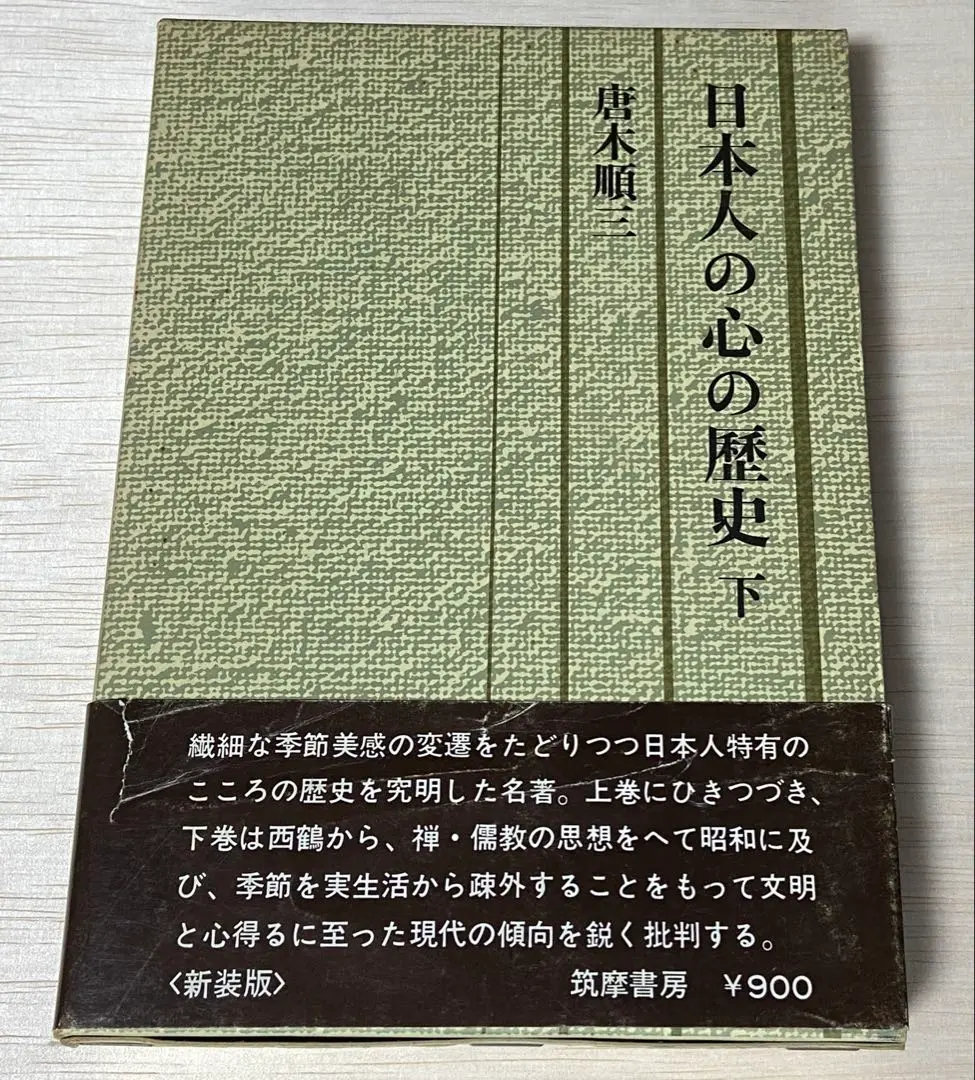 日本人の心の歴史 下
唐木順三
繊細な季節美感の変遷をたどりつつ日本人特有の
こころの歴史を究明した名著。上巻にひきつづき、
下巻は西鶴から、禅・儒教の思想をへて昭和に及
び、季節を実生活から疎外することをもって文明
と心得るに至った現代の傾向を鋭く批判する。
〈新装版〉 筑摩書房 ￥900